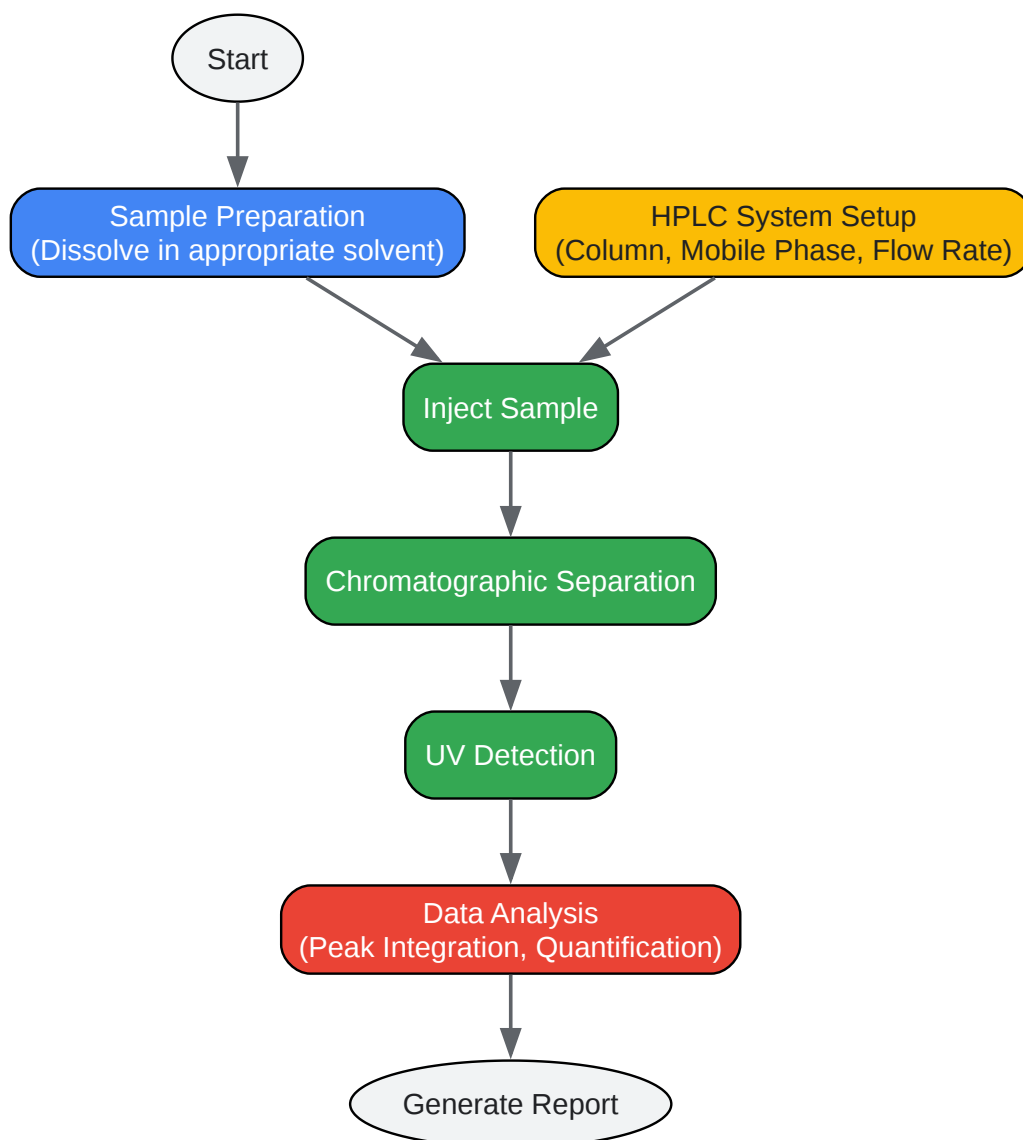 Start
Sample Preparation
(Dissolve in appropriate solvent)
HPLC System Setup
(Column, Mobile Phase, Flow Rate)
Inject Sample
Chromatographic Separation
UV Detection
Data Analysis
(Peak Integration, Quantification)
Generate Report